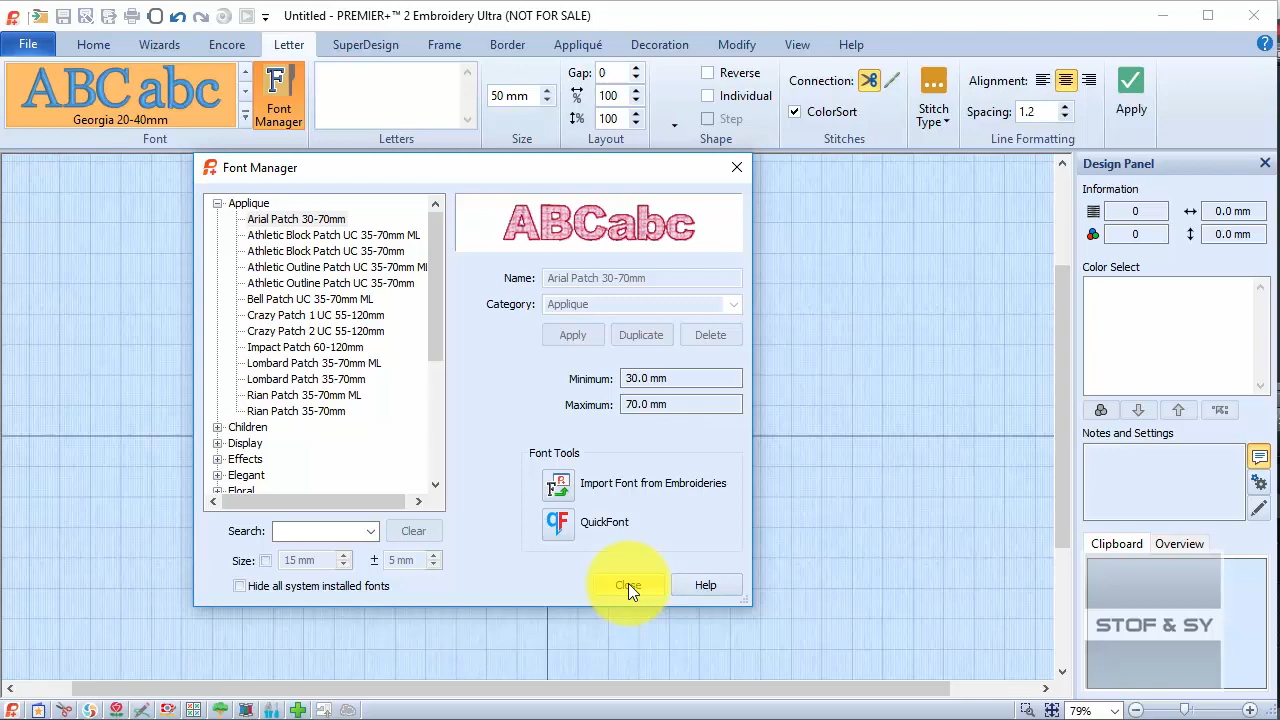 Untitled - PREMIER+™ 2 Embroidery Ultra (NOT FOR SALE)
File Home Wizards Encore Letter SuperDesign Frame Border Appliqué Decoration Modify View Help
ABC abc
Georgia 20-40mm
Font Manager
50 mm
Gap: 0
100
100
Reverse
Individual
Step
Connection:
ColorSort
Stitch Type
Alignment:
Spacing: 1.2
Apply
Font Letters Size Layout Shape Stitches Line Formatting
Font Manager
Applique
Arial Patch 30-70mm
Athletic Block Patch UC 35-70mm ML
Athletic Block Patch UC 35-70mm
Athletic Outline Patch UC 35-70mm ML
Athletic Outline Patch UC 35-70mm
Bell Patch UC 35-70mm ML
Crazy Patch 1 UC 55-120mm
Crazy Patch 2 UC 55-120mm
Impact Patch 60-120mm
Lombard Patch 35-70mm ML
Lombard Patch 35-70mm
Rian Patch 35-70mm ML
Rian Patch 35-70mm
Children
Display
Effects
Elegant
Floral
Search: Clear
Size: 15 mm ± 5 mm
Hide all system installed fonts
ABCabc
Name: Arial Patch 30-70mm
Category: Applique
Apply Duplicate Delete
Minimum: 30.0 mm
Maximum: 70.0 mm
Font Tools
Import Font from Embroideries
QuickFont
Close Help
Design Panel
Information
0 0.0 mm
0 0.0 mm
Color Select
Notes and Settings
Clipboard Overview
STOF & SY
79%